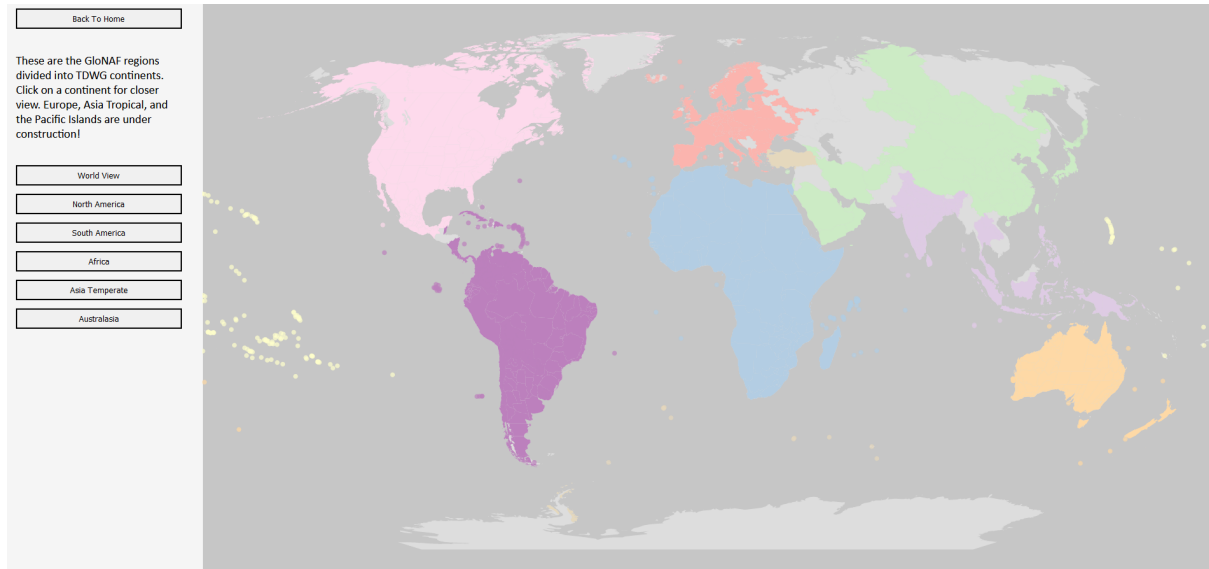 Back To Home
These are the GloNAF regions
divided into TDWG continents.
Click on a continent for closer
view. Europe, Asia Tropical, and
the Pacific Islands are under
construction!
World View
North America
South America
Africa
Asia Temperate
Australasia